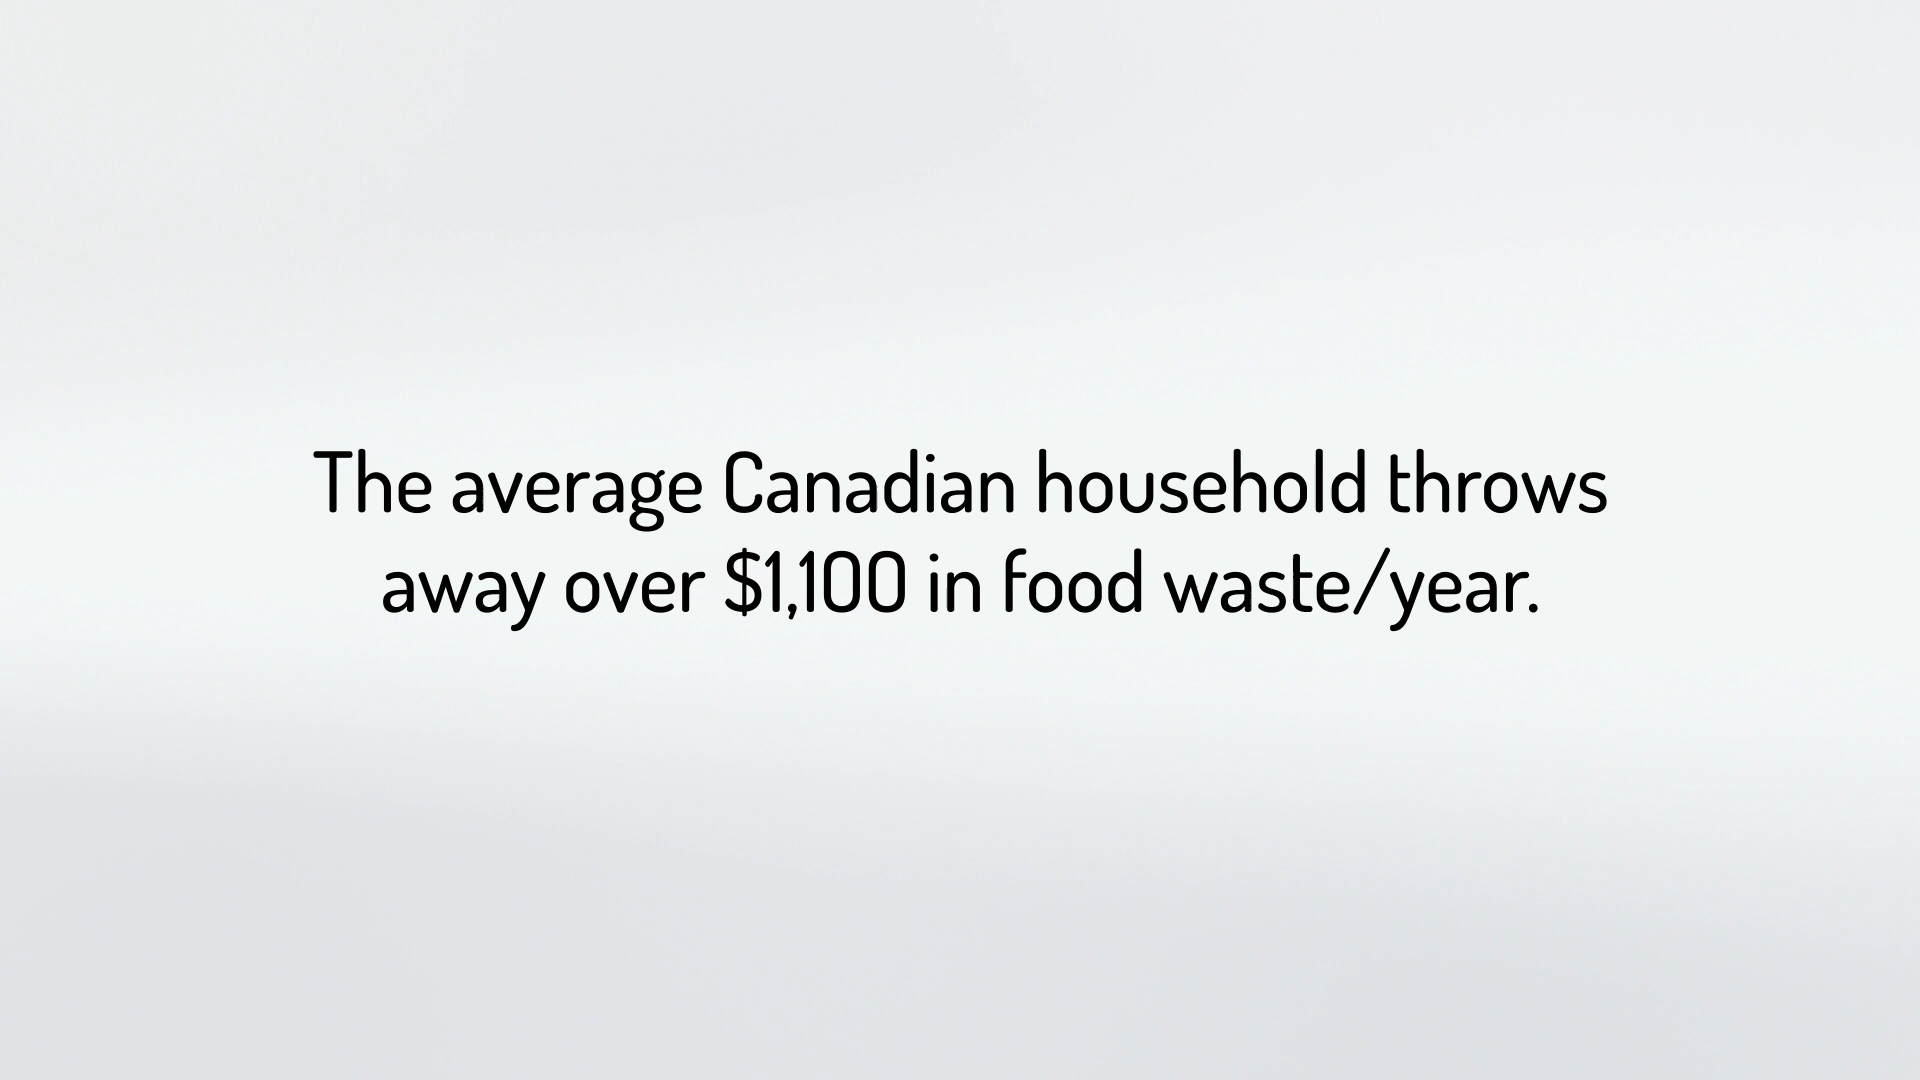 The average Canadian household throws
away over $1,100 in food waste/year.